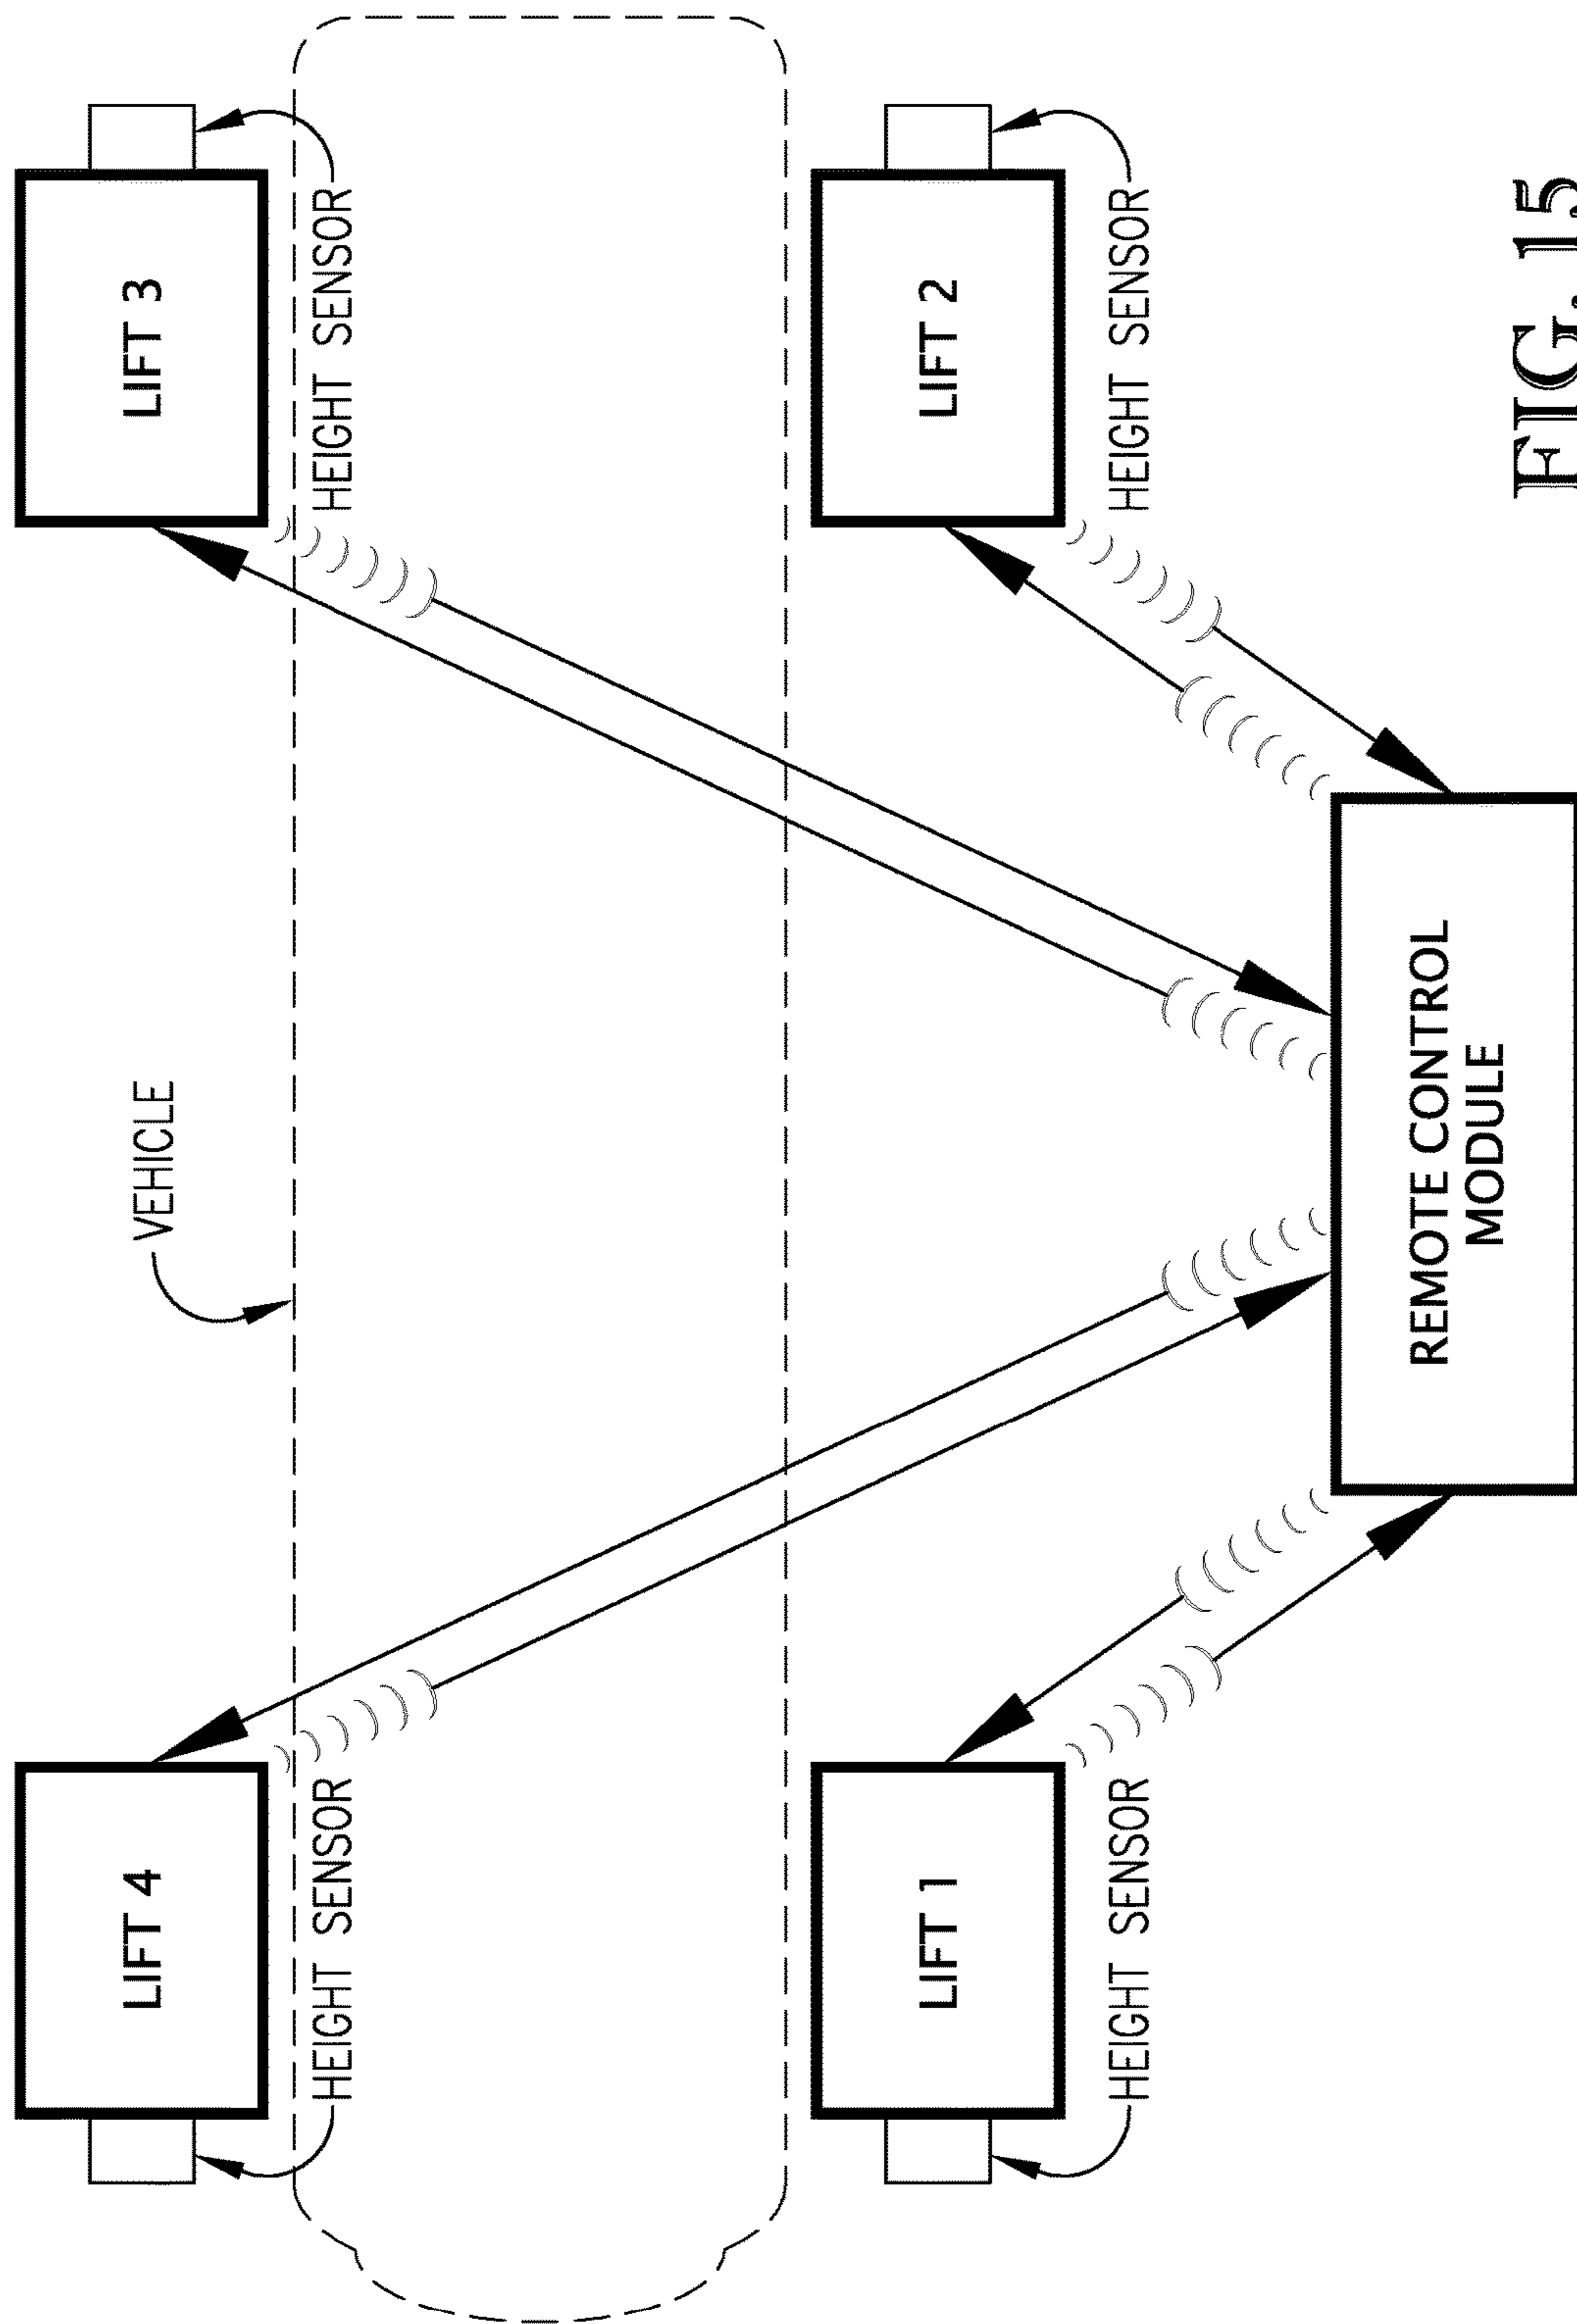 VEHICLE
LIFT 4
LIFT 3
HEIGHT SENSOR
HEIGHT SENSOR
LIFT 1
LIFT 2
HEIGHT SENSOR
HEIGHT SENSOR
REMOTE CONTROL
MODULE
FIG. 15